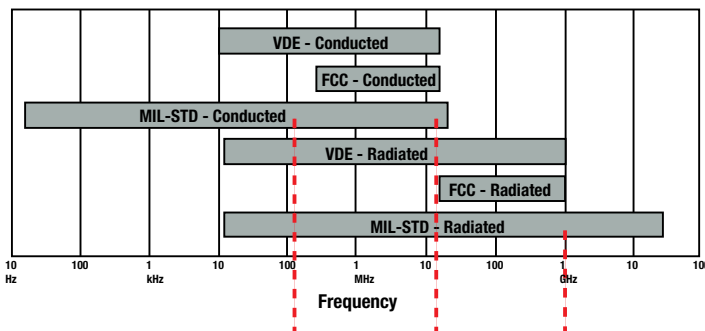 VDE - Conducted
FCC - Conducted
MIL-STD - Conducted
VDE - Radiated
FCC - Radiated
MIL-STD - Radiated
10 100 1 10 100 1 10 100 1 10 100
Hz kHz MHz GHz
Frequency